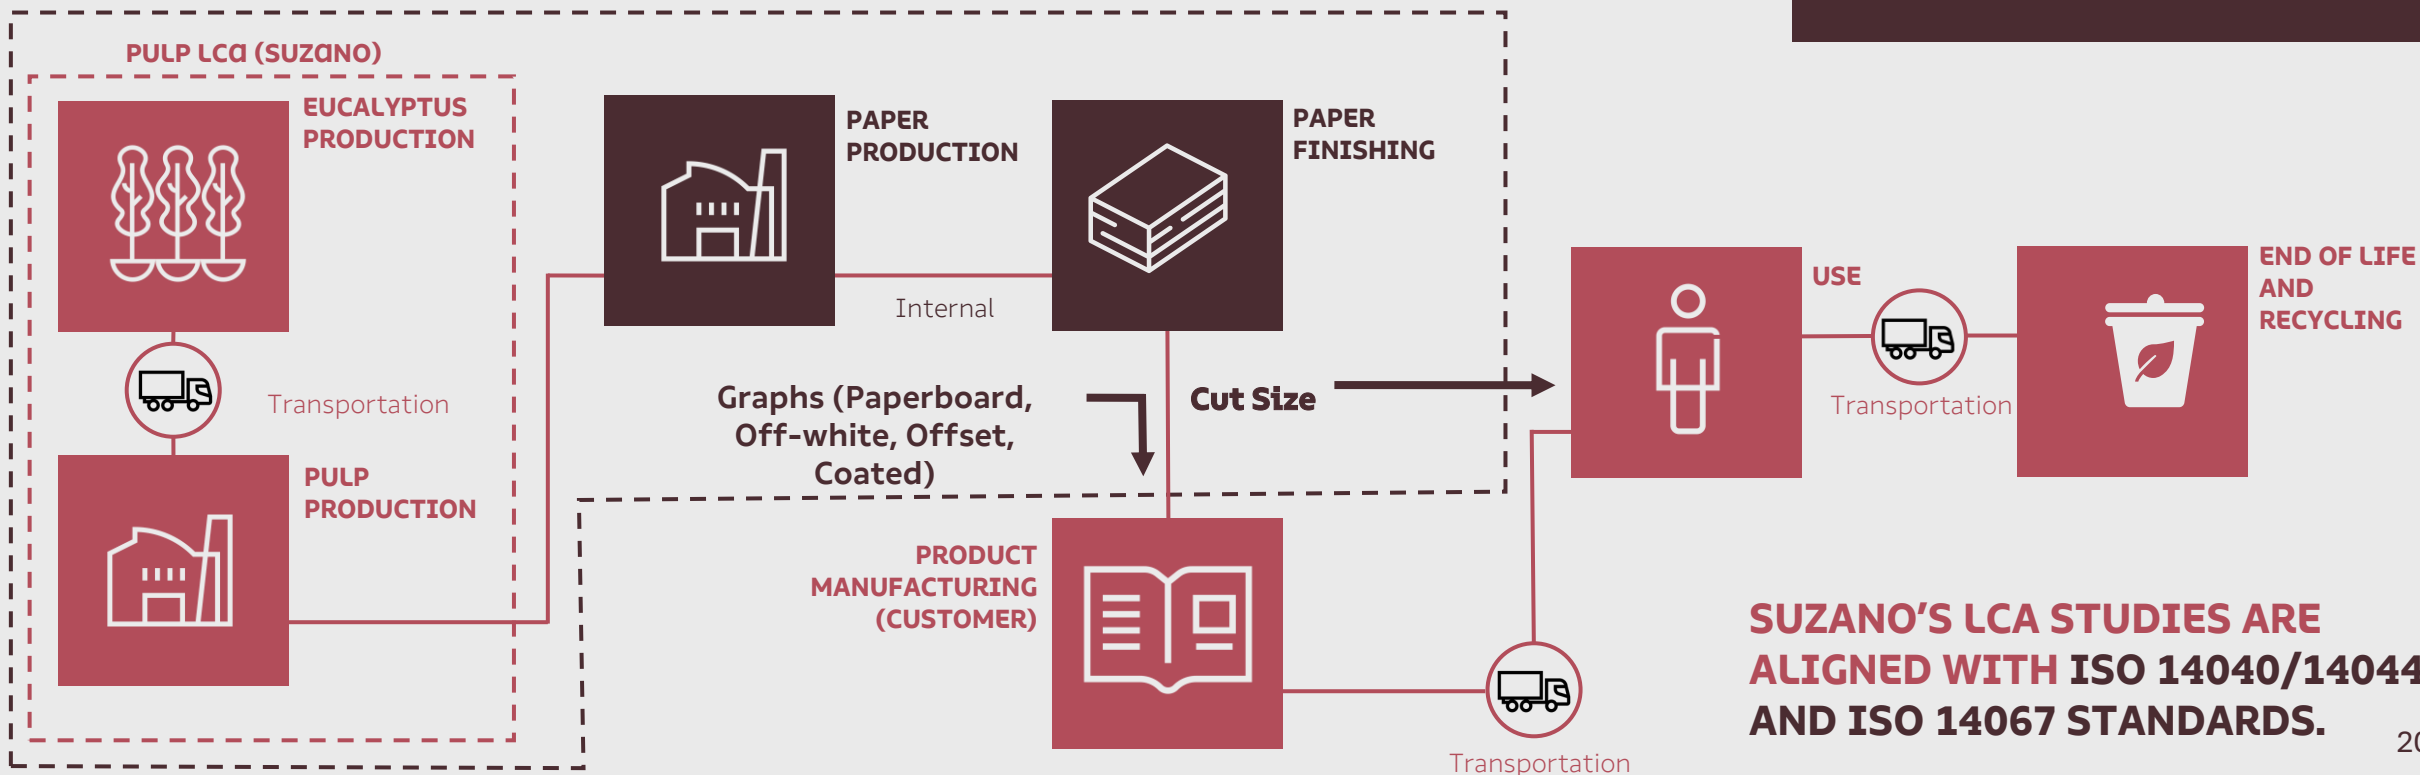 PULP LCA (SUZANO)
EUCALYPTUS
PRODUCTION
Transportation
PULP
PRODUCTION
PAPER
PRODUCTION
Internal
PAPER
FINISHING
Graphs (Paperboard,
Off-white, Offset,
Coated)
Cut Size
PRODUCT
MANUFACTURING
(CUSTOMER)
Transportation
USE
Transportation
END OF LIFE
AND
RECYCLING
SUZANO’S LCA STUDIES ARE
ALIGNED WITH ISO 14040/14044
AND ISO 14067 STANDARDS.
20